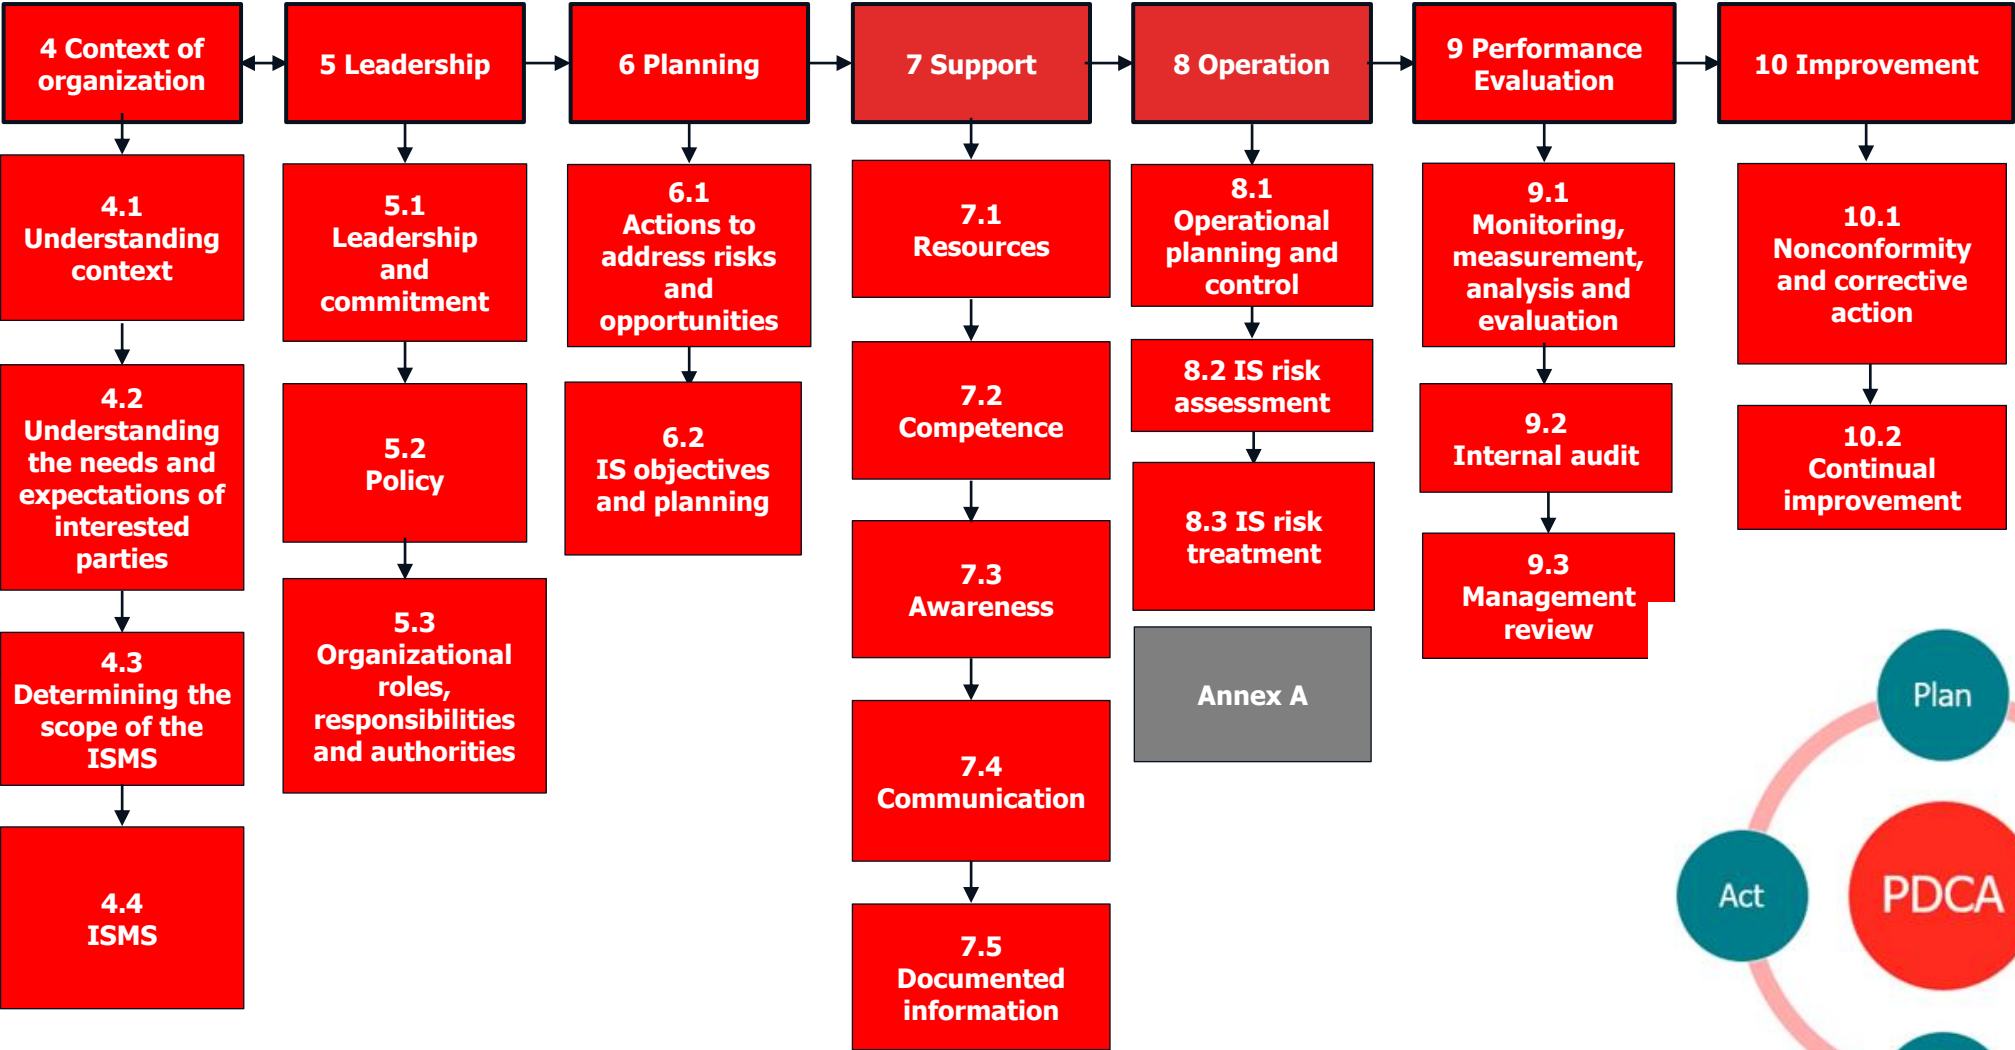 4 Context of
organization
5 Leadership
6 Planning
7 Support
8 Operation
9 Performance
Evaluation
10 Improvement
4.1
Understanding
context
4.2
Understanding
the needs and
expectations of
interested
parties
4.3
Determining the
scope of the
ISMS
4.4
ISMS
5.1
Leadership
and
commitment
5.2
Policy
5.3
Organizational
roles,
responsibilities
and authorities
6.1
Actions to
address risks
and
opportunities
6.2
IS objectives
and planning
7.1
Resources
7.2
Competence
7.3
Awareness
7.4
Communication
7.5
Documented
information
8.1
Operational
planning and
control
8.2 IS risk
assessment
8.3 IS risk
treatment
Annex A
9.1
Monitoring,
measurement,
analysis and
evaluation
9.2
Internal audit
9.3
Management
review
10.1
Nonconformity
and corrective
action
10.2
Continual
improvement
Plan
Act
PDCA